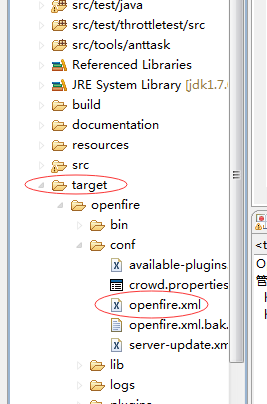 src/test/java
src/test/throttletest/src
src/tools/anttask
Referenced Libraries
JRE System Library [jdk1.7.
build
documentation
resources
src
target
openfire
bin
conf
available-plugins
crowd.properties
openfire.xml
openfire.xml.bak.
server-update.xm
lib
logs
<t
O
管